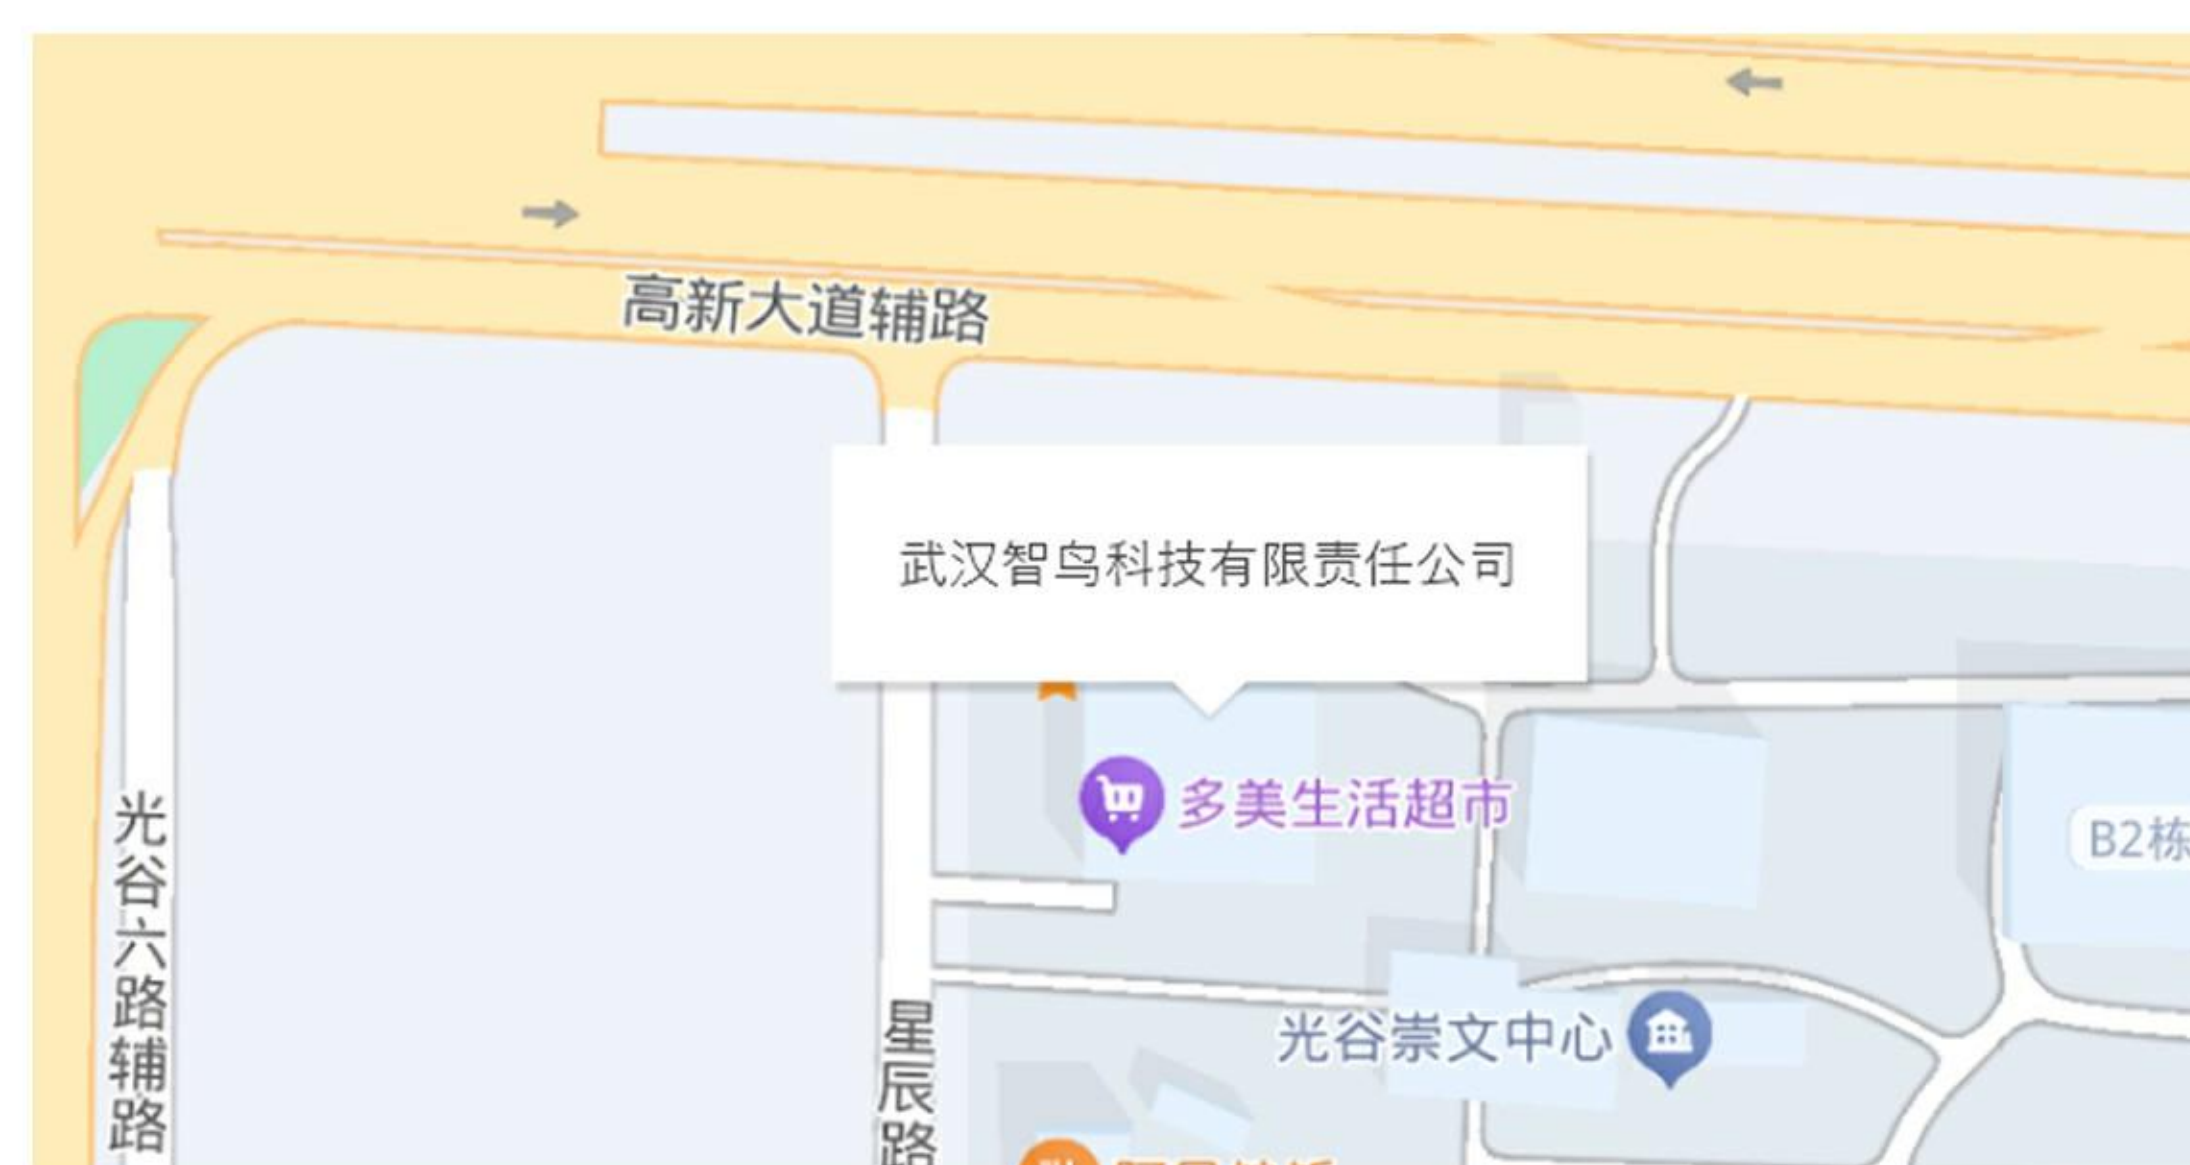 高新大道辅路
武汉智鸟科技有限责任公司
多美生活超市
B2栋
光谷六路辅路
星辰路
光谷崇文中心